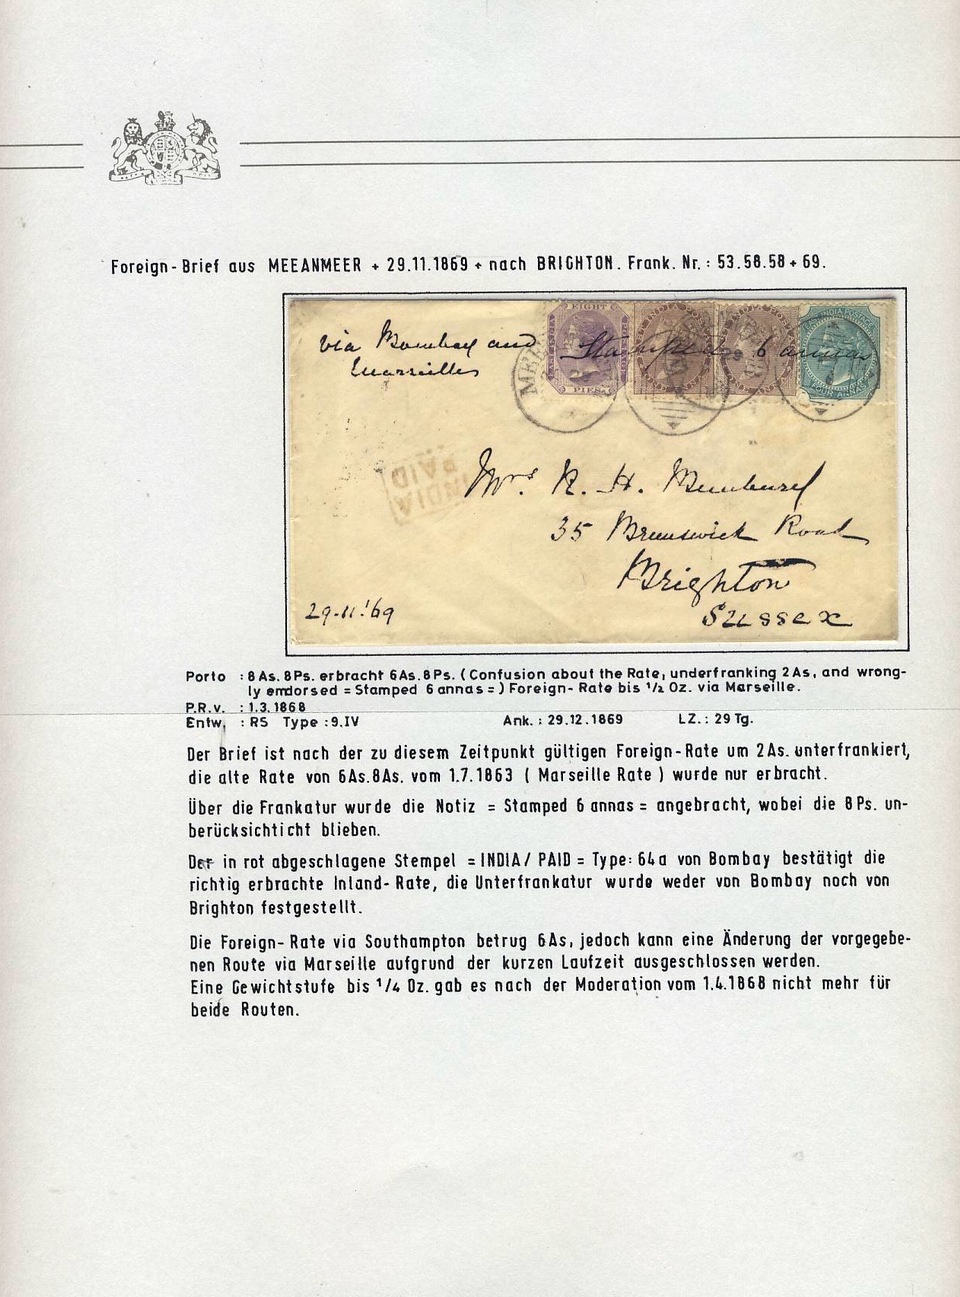 Foreign-Brief aus MEEANMEER + 29.11.1869 + nach BRIGHTON. Frank. Nr.: 53.58.58+69.
via Bombay and
Marseilles
Stamped 6 annas
EIGHT
PIES
EAST INDIA POSTAGE
FOUR ANNAS
INDIA
PAID
Mrs. R. H.
35 Brunswick Road
Brighton
Sussex
29.11.'69
Porto : 8 As. 8 Ps. erbracht 6 As. 8 Ps. ( Confusion about the Rate, underfranking 2 As, and wrong-
ly endorsed = Stamped 6 annas = ) Foreign-Rate bis 1/2 Oz. via Marseille.
P.R.v. : 1.3.1868
Entw. : RS Type : 9.IV Ank. : 29.12.1869 LZ. : 29 Tg.
Der Brief ist nach der zu diesem Zeitpunkt gültigen Foreign-Rate um 2 As. unterfrankiert,
die alte Rate von 6As.8As. vom 1.7.1863 ( Marseille Rate ) wurde nur erbracht.
Über die Frankatur wurde die Notiz = Stamped 6 annas = angebracht, wobei die 8 Ps. un-
berücksichticht blieben.
Der in rot abgeschlagene Stempel = INDIA / PAID = Type: 64a von Bombay bestätigt die
richtig erbrachte Inland-Rate, die Unterfrankatur wurde weder von Bombay noch von
Brighton festgestellt.
Die Foreign-Rate via Southampton betrug 6As, jedoch kann eine Änderung der vorgegebe-
nen Route via Marseille aufgrund der kurzen Laufzeit ausgeschlossen werden.
Eine Gewichtstufe bis 1/4 Oz. gab es nach der Moderation vom 1.4.1868 nicht mehr für
beide Routen.